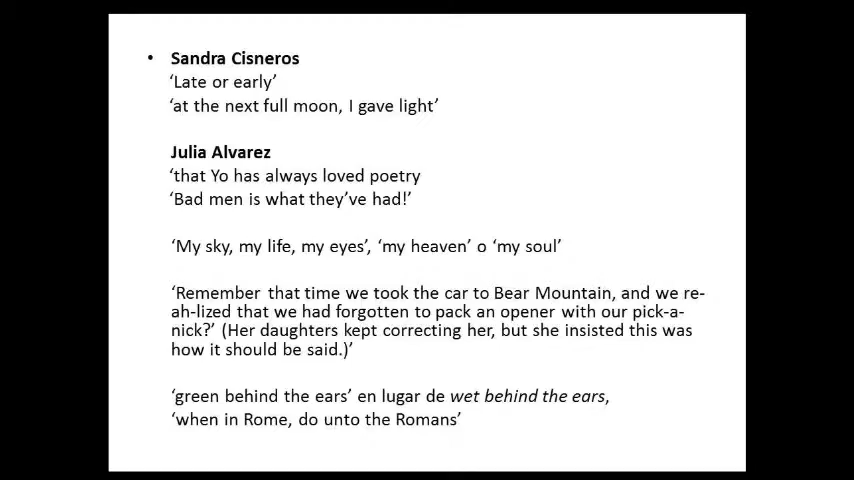 • Sandra Cisneros
‘Late or early’
‘at the next full moon, I gave light’
Julia Alvarez
‘that Yo has always loved poetry
‘Bad men is what they’ve had!’
‘My sky, my life, my eyes’, ‘my heaven’ o ‘my soul’
‘Remember that time we took the car to Bear Mountain, and we re-
ah-lized that we had forgotten to pack an opener with our pick-a-
nick?’ (Her daughters kept correcting her, but she insisted this was
how it should be said.)’
‘green behind the ears’ en lugar de wet behind the ears,
‘when in Rome, do unto the Romans’